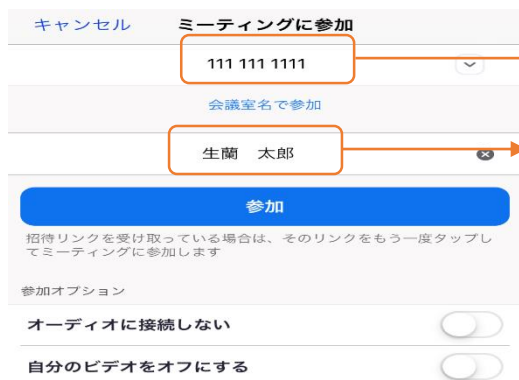 キャンセル ミーティングに参加
111 111 1111
会議室名で参加
生蘭 太郎
参加
招待リンクを受け取っている場合は、そのリンクをもう一度タップし
てミーティングに参加します
参加オプション
オーディオに接続しない
自分のビデオをオフにする